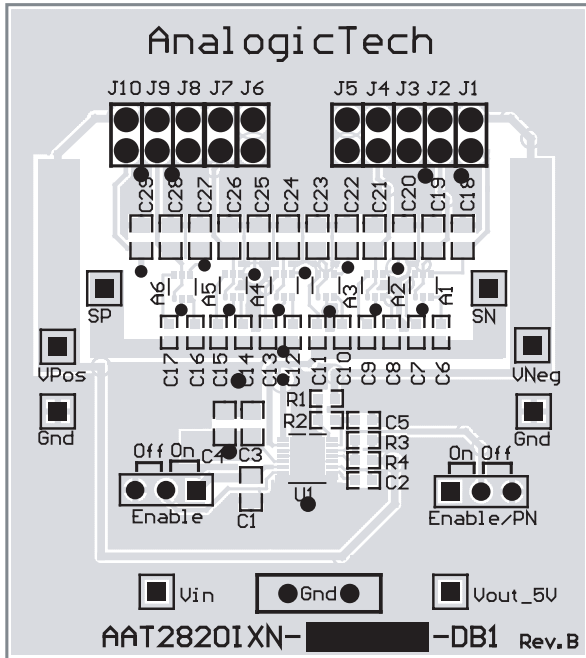 AnalogicTech
J10 J9 J8 J7 J6 J5 J4 J3 J2 J1
C29 C28 C27 C26 C25 C24 C23 C22 C21 C20 C19 C18
A6 A5 A4 A3 A2 A1
SP SN
C17 C16 C15 C14 C13 C12 C11 C10 C9 C8 C7 C6
VPos VNeg
R1
Gnd R2 C5 Gnd
R3
Off On C4 C3 R4 On Off
C2
U1
Enable C1 Enable/PN
Vin Gnd Vout_5V
AAT2820IXN- -DB1 Rev.B